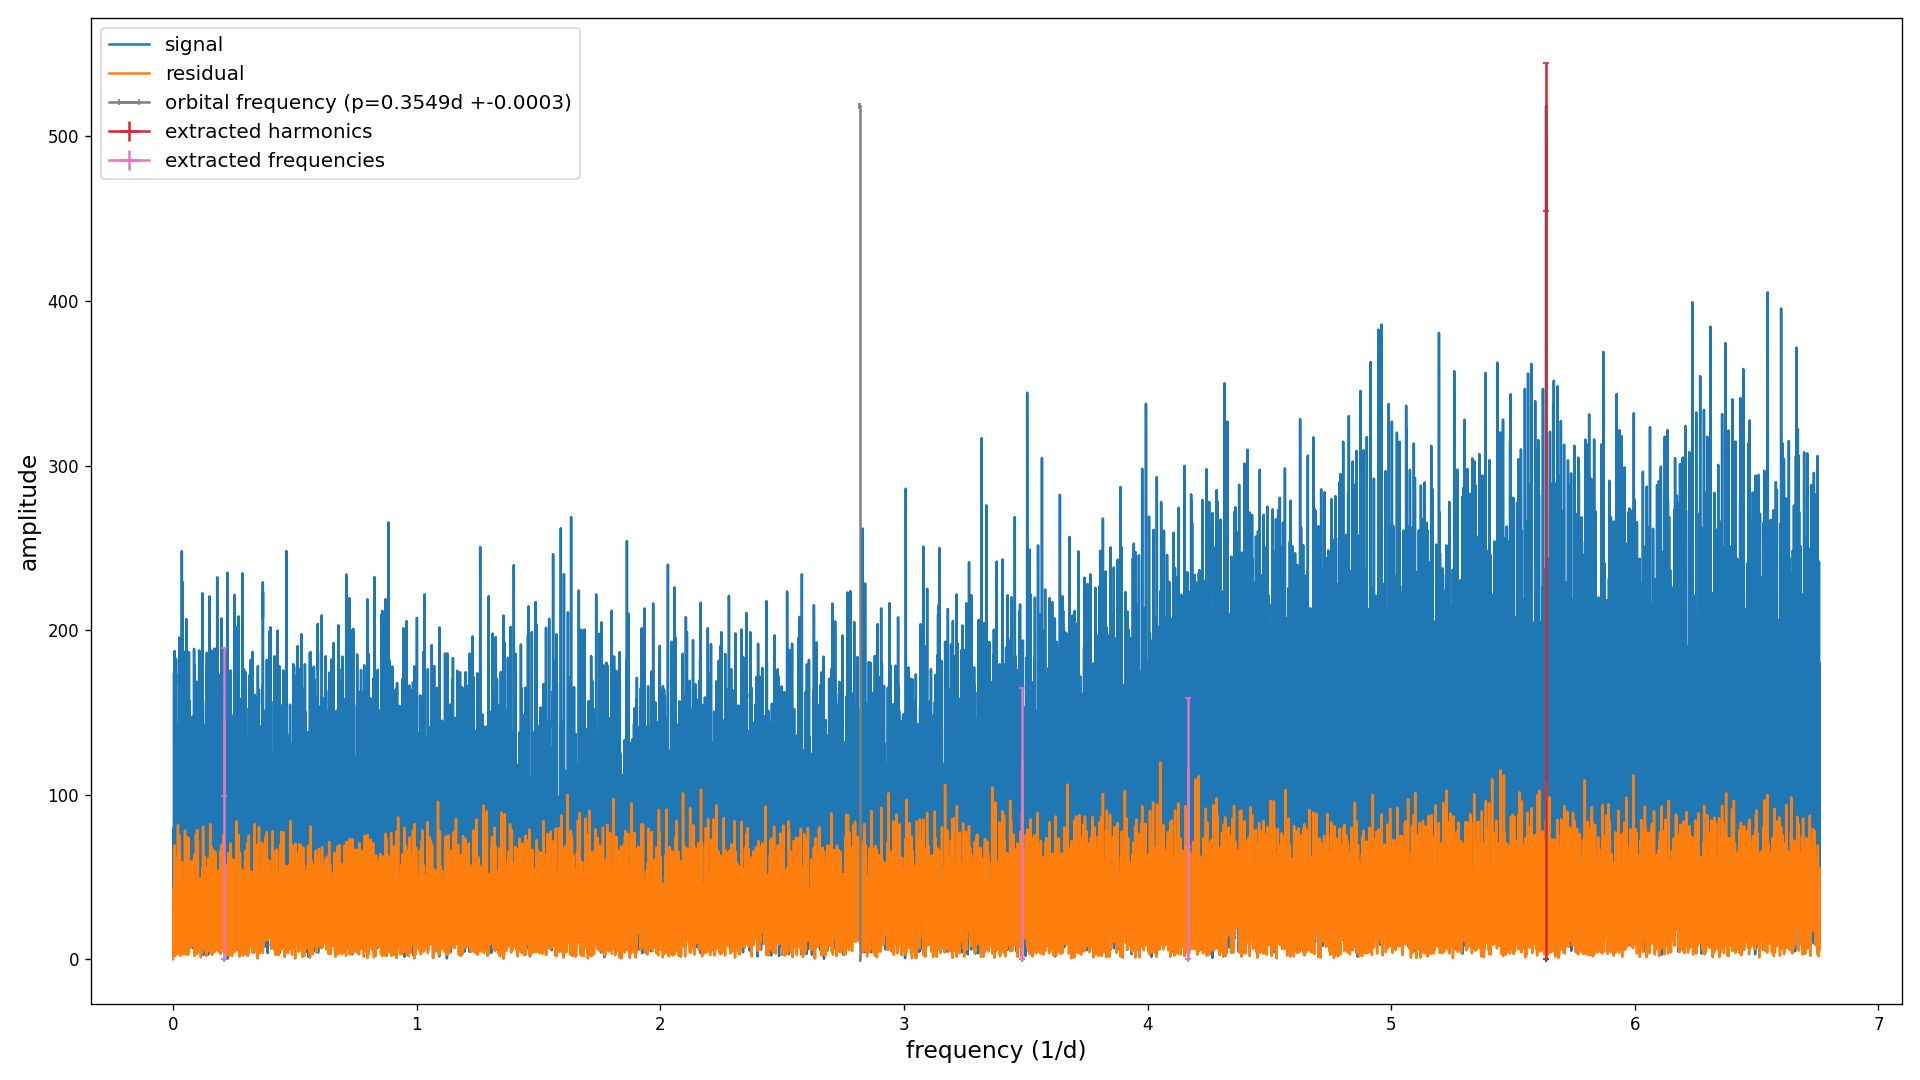 signal
residual
orbital frequency (p=0.3549d +-0.0003)
extracted harmonics
extracted frequencies
500
400
300
200
100
0
amplitude
0 1 2 3 4 5 6 7
frequency (1/d)